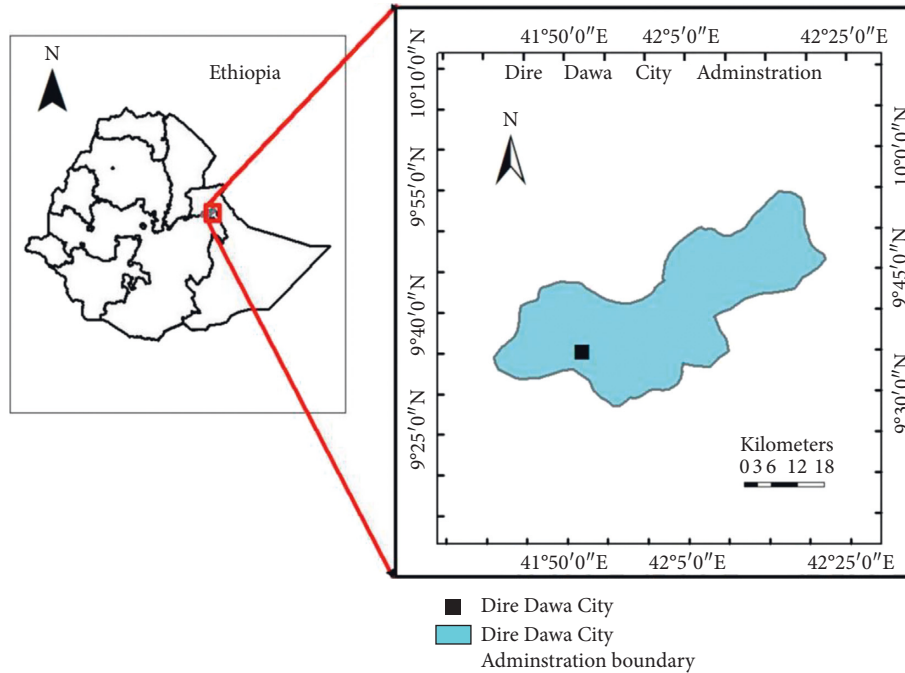 N
Ethiopia
41°50′0″E 42°5′0″E 42°25′0″E
Dire Dawa City Adminstration
N
10°10′0″N
9°55′0″N
9°40′0″N
9°25′0″N
10°0′0″N
9°45′0″N
9°30′0″N
Kilometers
0 3 6 12 18
41°50′0″E 42°5′0″E 42°25′0″E
Dire Dawa City
Dire Dawa City
Adminstration boundary